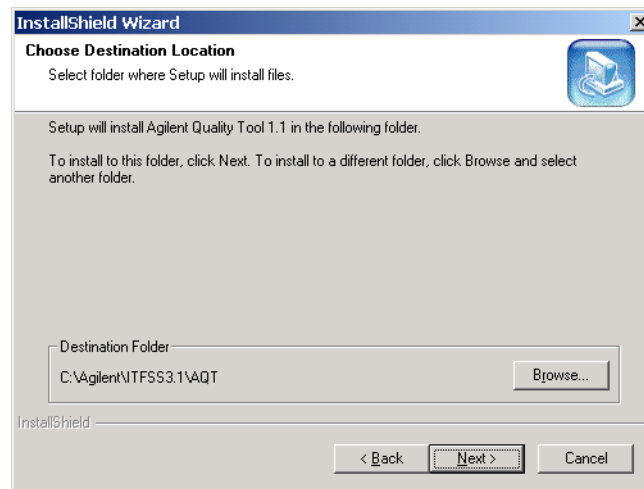 InstallShield Wizard
Choose Destination Location
Select folder where Setup will install files.
Setup will install Agilent Quality Tool 1.1 in the following folder.
To install to this folder, click Next. To install to a different folder, click Browse and select
another folder.
Destination Folder
C:\Agilent\ITFSS3.1\AQT
Browse...
InstallShield
< Back
Next >
Cancel